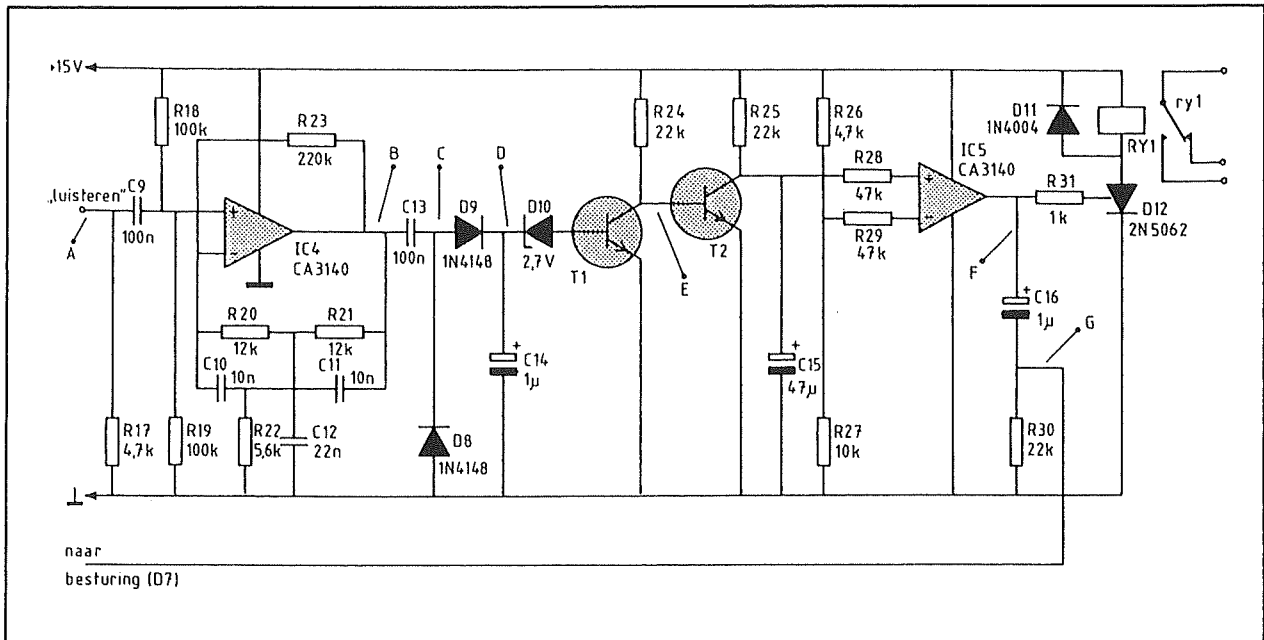 +15V
R18
100k
R23
220k
„luisteren"
C9
100n
A
IC4
CA3140
B
C
D
C13
100n
D9
1N4148
D10
2,7V
T1
R24
22k
R25
22k
R26
4,7k
T2
E
R28
47k
R29
47k
IC5
CA3140
D11
1N4004
RY1
ry1
R31
1k
D12
2N5062
F
R20
12k
R21
12k
C10
10n
C11
10n
R17
4,7k
R19
100k
R22
5,6k
C12
22n
D8
1N4148
+
C14
1µ
+
C15
47µ
R27
10k
+
C16
1µ
G
R30
22k
naar
besturing (D7)